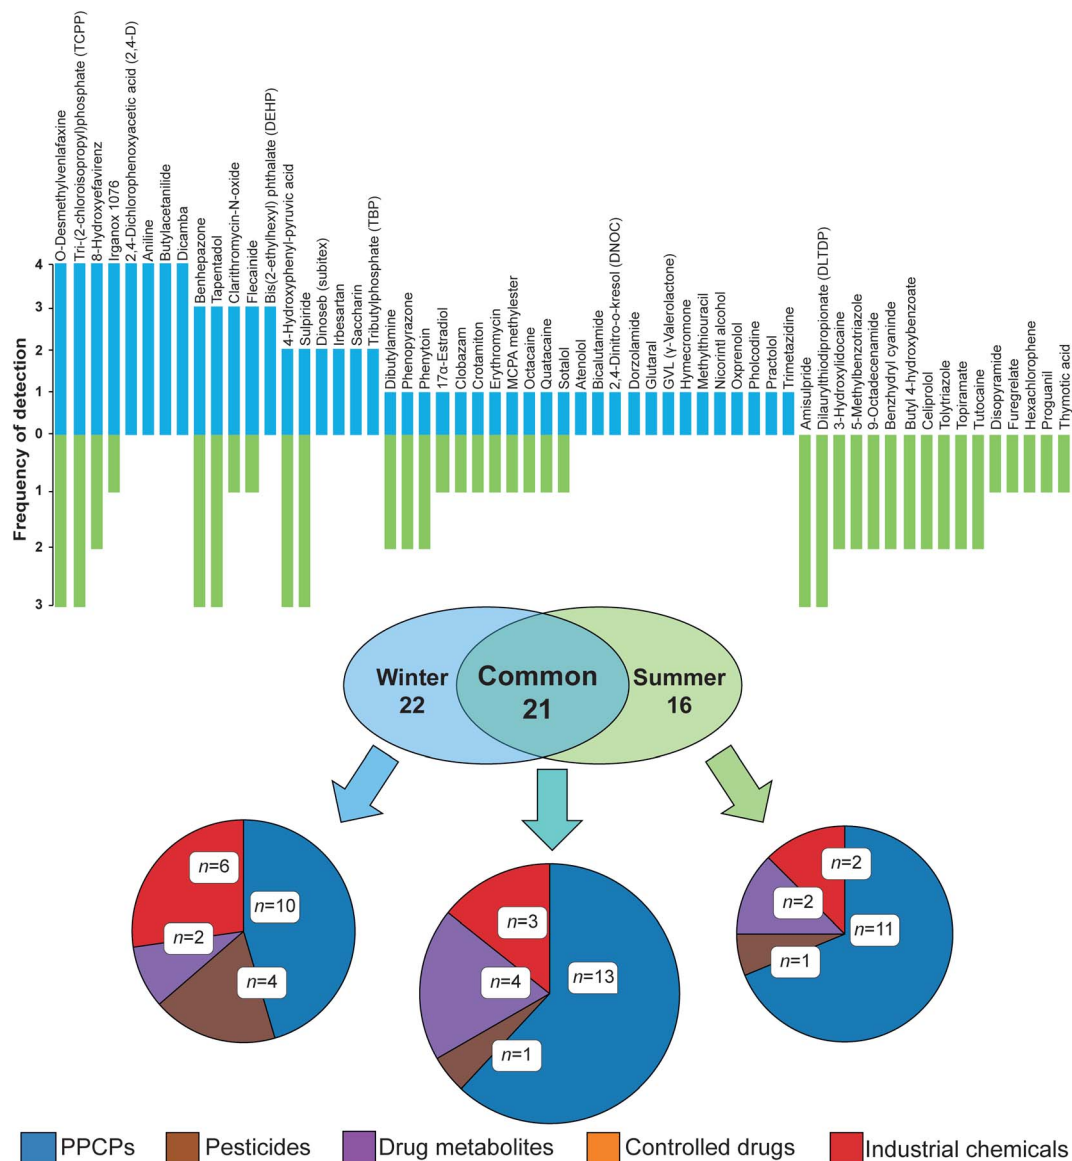 O-Desmethylvenlafaxine
Tri-(2-chloroisopropyl)phosphate (TCPP)
8-Hydroxyefavirenz
Irganox 1076
2,4-Dichlorophenoxyacetic acid (2,4-D)
Aniline
Butylacetanilide
Dicamba
Benhepazone
Tapentadol
Clarithromycin-N-oxide
Flecainide
Bis(2-ethylhexyl) phthalate (DEHP)
4-Hydroxyphenyl-pyruvic acid
Sulpiride
Dinoseb (subitex)
Irbesartan
Saccharin
Tributylphosphate (TBP)
Dibutylamine
Phenopyrazone
Phenytoin
17α-Estradiol
Clobazam
Crotamiton
Erythromycin
MCPA methylester
Octacaine
Quatacaine
Sotalol
Atenolol
Bicalutamide
2,4-Dinitro-o-kresol (DNOC)
Dorzolamide
Glutaral
GVL (γ-Valerolactone)
Hymecromone
Methylthiouracil
Nicorintl alcohol
Oxprenolol
Pholcodine
Practolol
Trimetazidine
Amisulpride
Dilaurylthiodipropionate (DLTDP)
3-Hydroxylidocaine
5-Methylbenzotriazole
9-Octadecenamide
Benzhydryl cyaninde
Butyl 4-hydroxybenzoate
Celiprolol
Tolytriazole
Topiramate
Tutocaine
Disopyramide
Furegrelate
Hexachlorophene
Proguanil
Thymotic acid
Frequency of detection
4
3
2
1
0
1
2
3
Winter
22
Common
21
Summer
16
n=6
n=10
n=2
n=4
n=3
n=13
n=4
n=1
n=2
n=2
n=11
n=1
PPCPs
Pesticides
Drug metabolites
Controlled drugs
Industrial chemicals